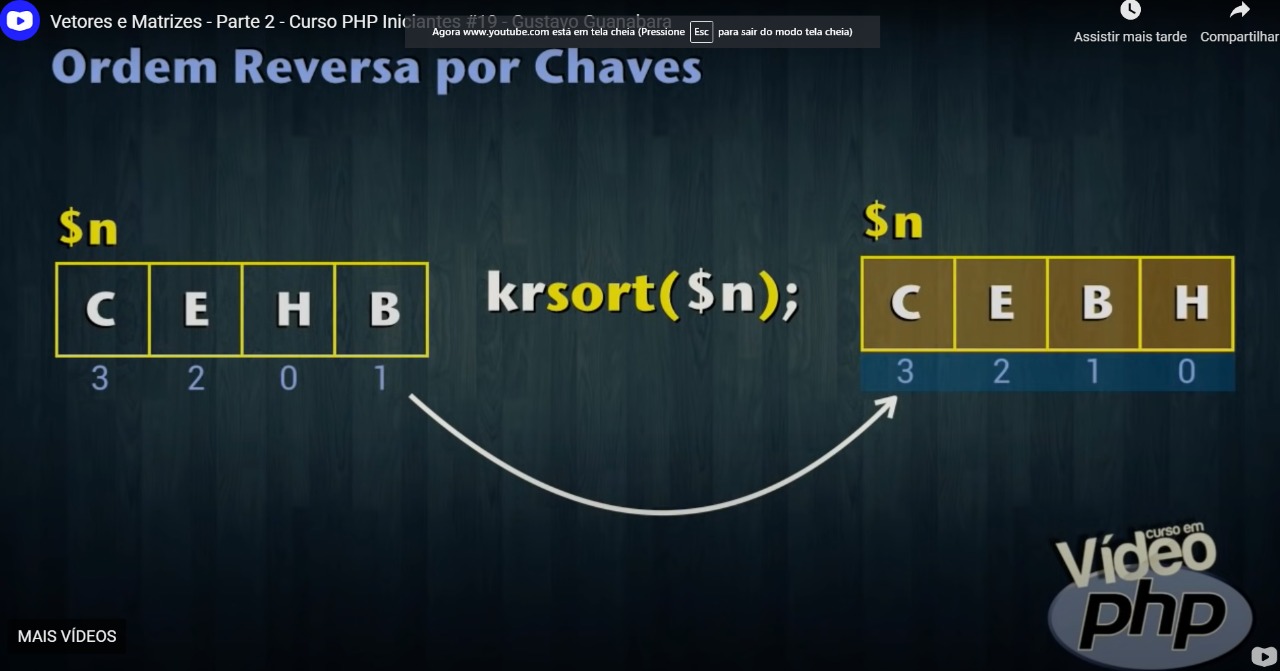 Vetores e Matrizes - Parte 2 - Curso PHP Iniciantes #19 - Gustavo Guanabara
Agora www.youtube.com está em tela cheia (Pressione Esc para sair do modo tela cheia)
Assistir mais tarde
Compartilhar
Ordem Reversa por Chaves
$n
C E H B
3 2 0 1
krsort($n);
$n
C E B H
3 2 1 0
curso em
Vídeo
php
MAIS VÍDEOS